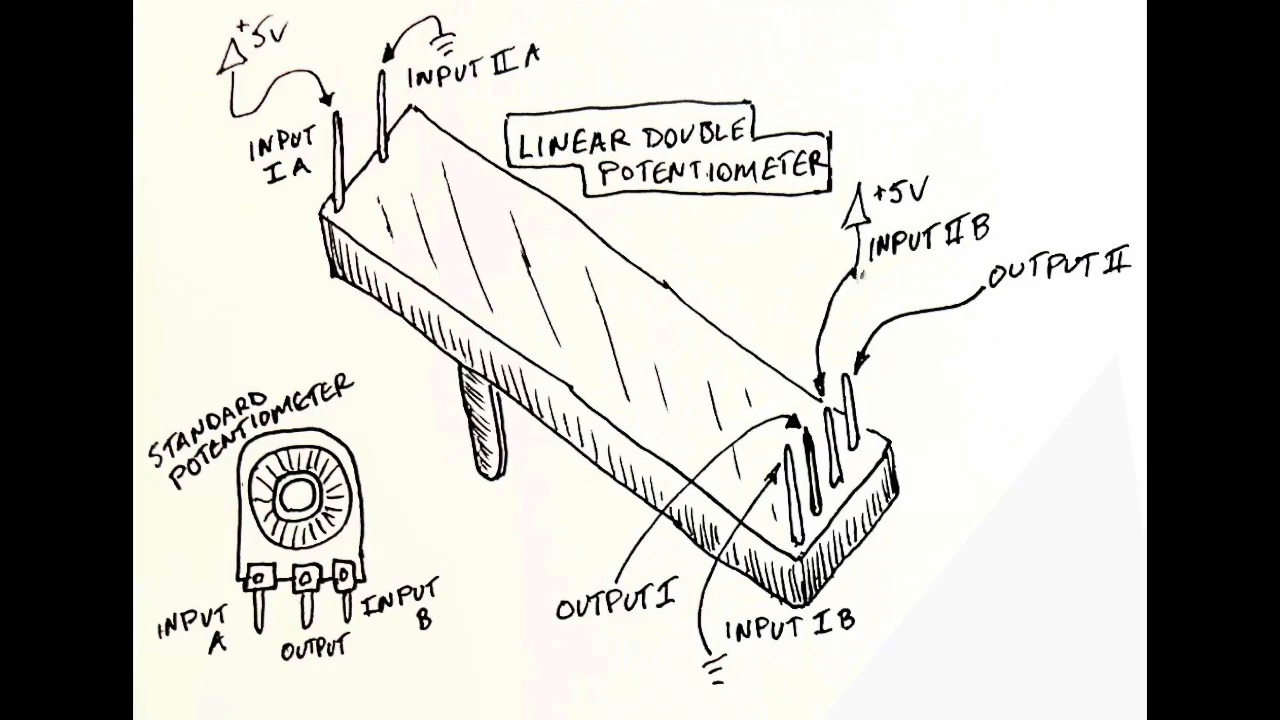 +5V
INPUT
I A
INPUT II A
LINEAR DOUBLE
POTENTIOMETER
+5V
INPUT II B
OUTPUT II
STANDARD
POTENTIOMETER
INPUT
A
OUTPUT
INPUT
B
OUTPUT I
INPUT I B